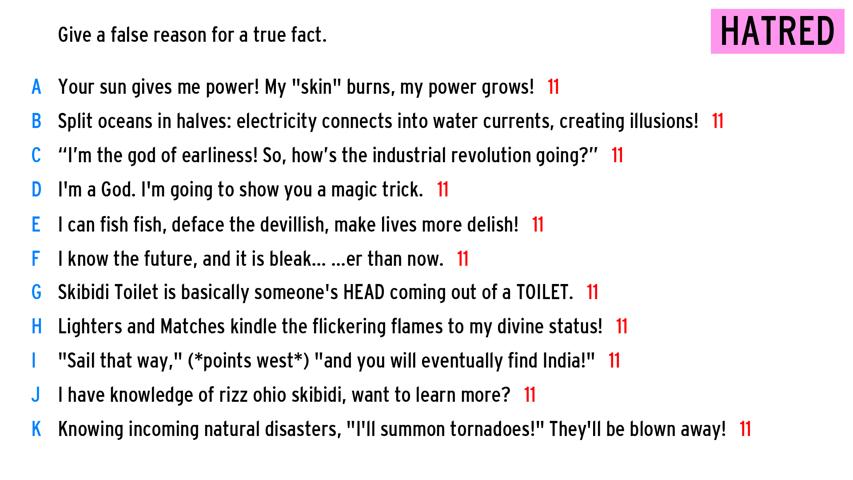 Give a false reason for a true fact.
HATRED
A Your sun gives me power! My "skin" burns, my power grows! 11
B Split oceans in halves: electricity connects into water currents, creating illusions! 11
C “I’m the god of earliness! So, how’s the industrial revolution going?” 11
D I'm a God. I'm going to show you a magic trick. 11
E I can fish fish, deface the devillish, make lives more delish! 11
F I know the future, and it is bleak... ...er than now. 11
G Skibidi Toilet is basically someone's HEAD coming out of a TOILET. 11
H Lighters and Matches kindle the flickering flames to my divine status! 11
I "Sail that way," (*points west*) "and you will eventually find India!" 11
J I have knowledge of rizz ohio skibidi, want to learn more? 11
K Knowing incoming natural disasters, "I'll summon tornadoes!" They'll be blown away! 11